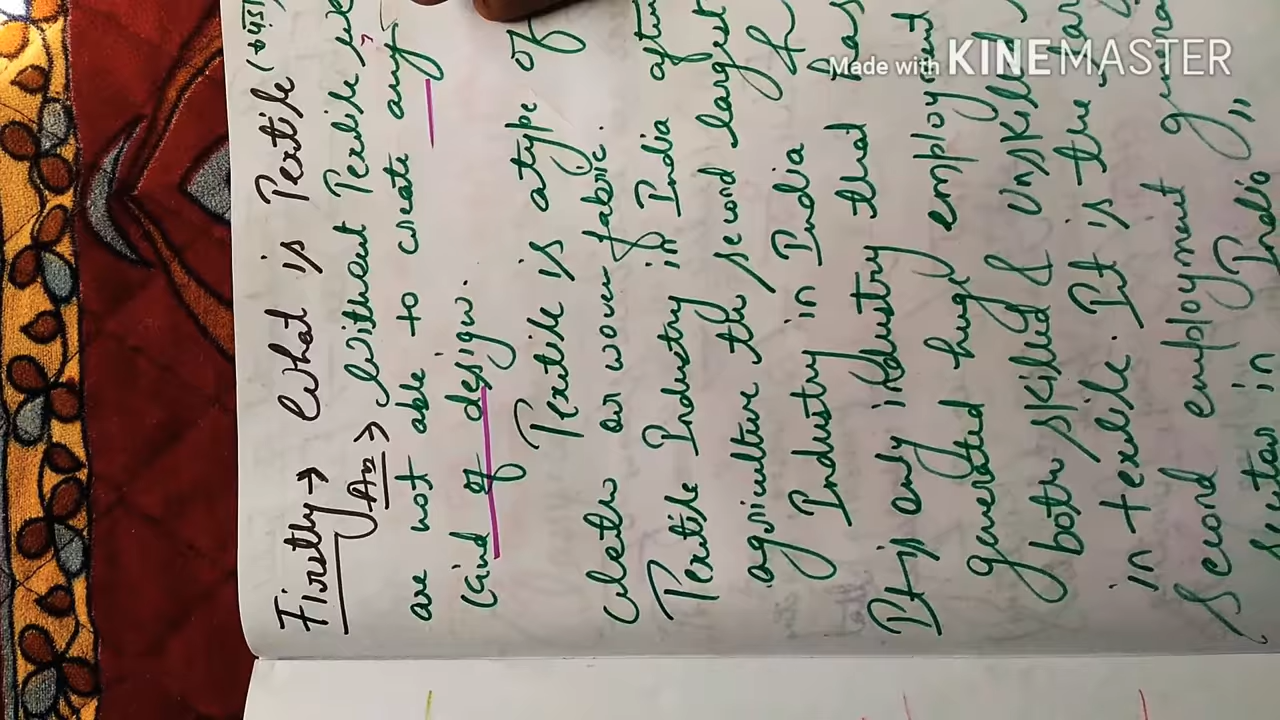 Firstly → What is Textile (कपड़ा)
Ans → Without Textile we
are not able to create any
kind of design.
Textile is atype of
cloths or woven fabric.
Textile Industry in India after
agriculture the second largest
Industry in India
It is only industry that has
generated huge employment
both skilled & unskilled
in textile. It is the
second employment
sector in India „
Made with KINEMASTER